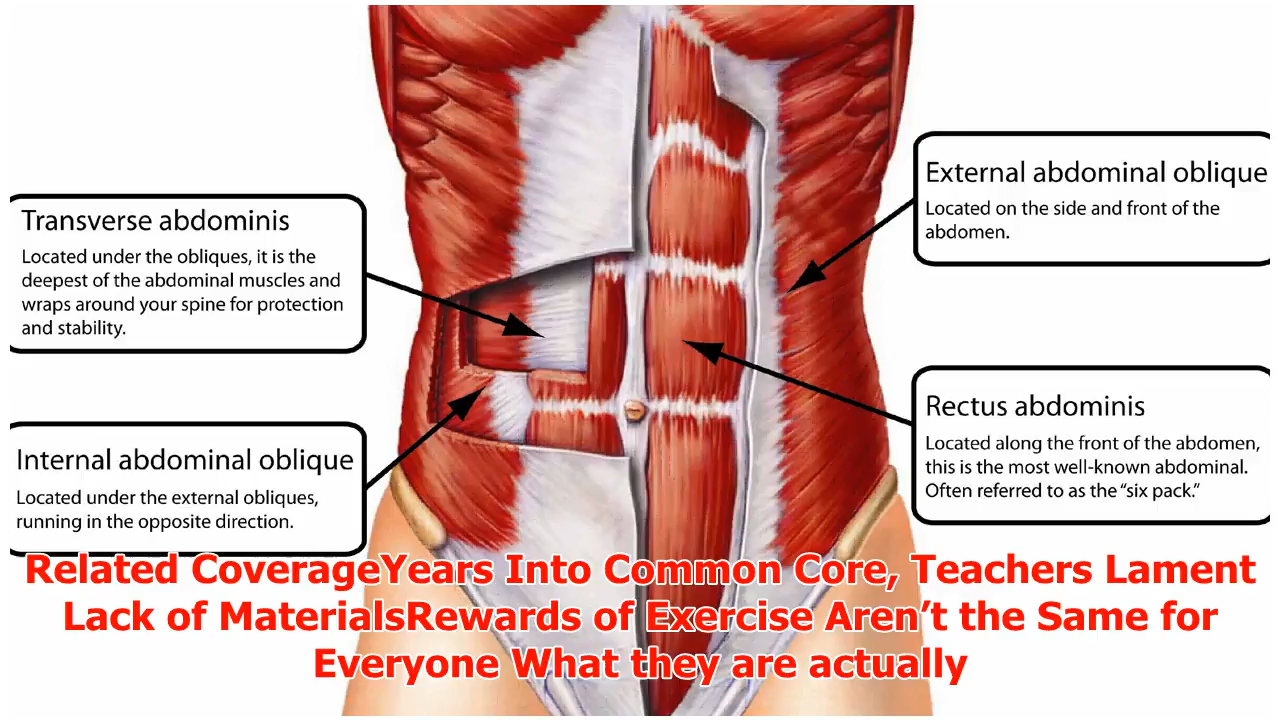 Transverse abdominis
Located under the obliques, it is the
deepest of the abdominal muscles and
wraps around your spine for protection
and stability.
Internal abdominal oblique
Located under the external obliques,
running in the opposite direction.
External abdominal oblique
Located on the side and front of the
abdomen.
Rectus abdominis
Located along the front of the abdomen,
this is the most well-known abdominal.
Often referred to as the “six pack.”
Related CoverageYears Into Common Core, Teachers Lament
Lack of MaterialsRewards of Exercise Aren’t the Same for
Everyone What they are actually